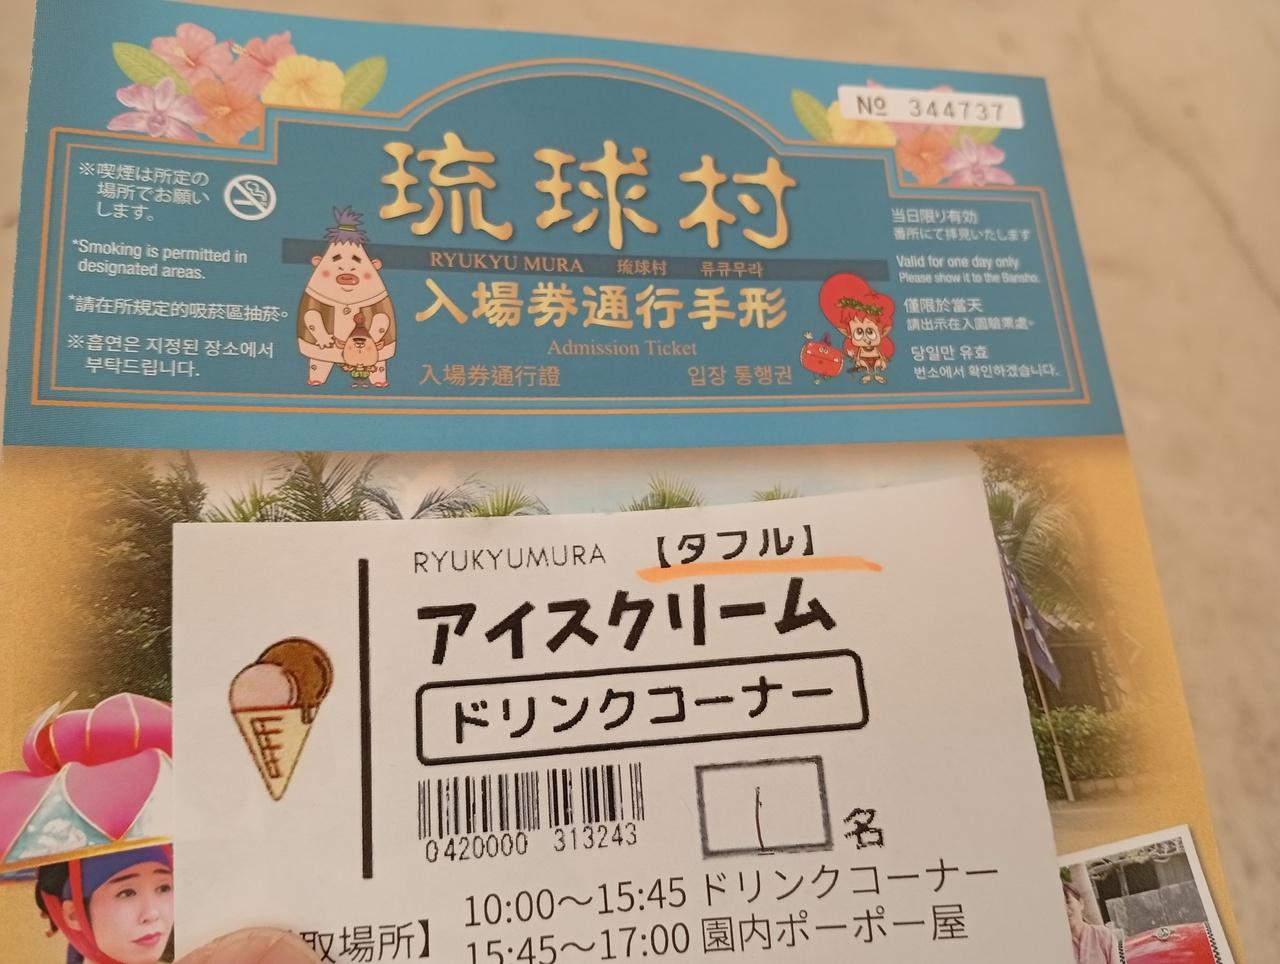 № 344737
※喫煙は所定の
場所でお願い
します。
*Smoking is permitted in
designated areas.
*請在所規定的吸菸區抽菸。
※흡연은 지정된 장소에서
부탁드립니다.
琉球村
RYUKYU MURA 琉球村 류큐무라
入場券通行手形
Admission Ticket
入場券通行證 입장 통행권
当日限り有効
番所にて拝見いたします
Valid for one day only
Please show it to the Bansho.
僅限於當天
請出示在入園驗票處。
당일만 유효
번소에서 확인하겠습니다.
RYUKYUMURA 【タフル】
アイスクリーム
ドリンクコーナー
0420000 313243
1 名
取場所】
10:00～15:45 ドリンクコーナー
15:45～17:00 園内ポーポー屋